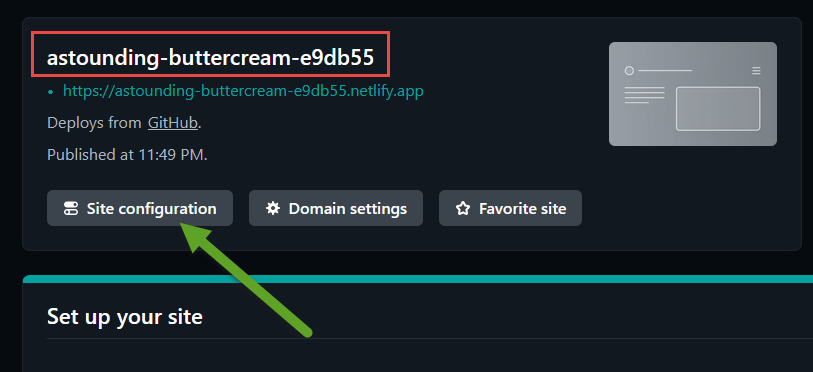 astounding-buttercream-e9db55
• https://astounding-buttercream-e9db55.netlify.app
Deploys from GitHub.
Published at 11:49 PM.
Site configuration
Domain settings
Favorite site
Set up your site